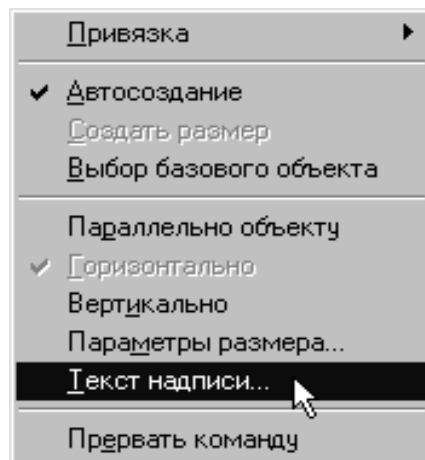 Привязка
Автосоздание
Создать размер
Выбор базового объекта
Параллельно объекту
Горизонтально
Вертикально
Параметры размера...
Текст надписи...
Прервать команду